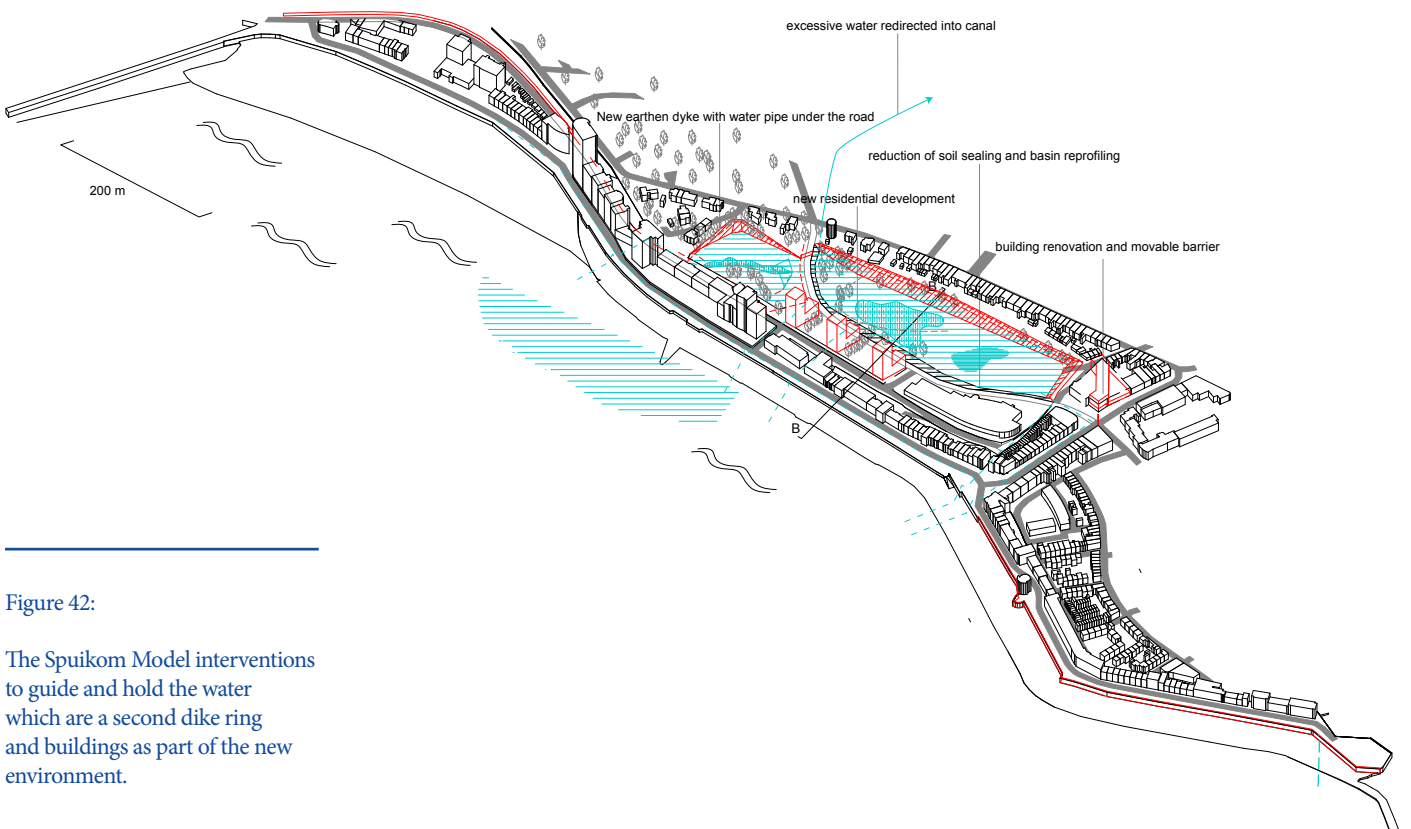 excessive water redirected into canal
New earthen dyke with water pipe under the road
reduction of soil sealing and basin reprofiling
200 m
new residential development
building renovation and movable barrier
B
B
Figure 42:
The Spuikom Model interventions
to guide and hold the water
which are a second dike ring
and buildings as part of the new
environment.